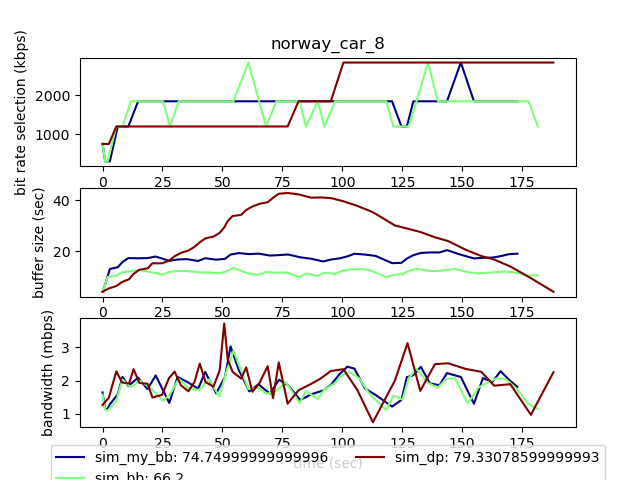 norway_car_8
bit rate selection (kbps)
2000
1000
0 25 50 75 100 125 150 175
buffer size (sec)
40
20
0 25 50 75 100 125 150 175
bandwidth (mbps)
3
2
1
0 25 50 75 100 125 150 175
time (sec)
sim_my_bb: 74.74999999999996
sim_dp: 79.33078599999993
sim_bb: 66.2